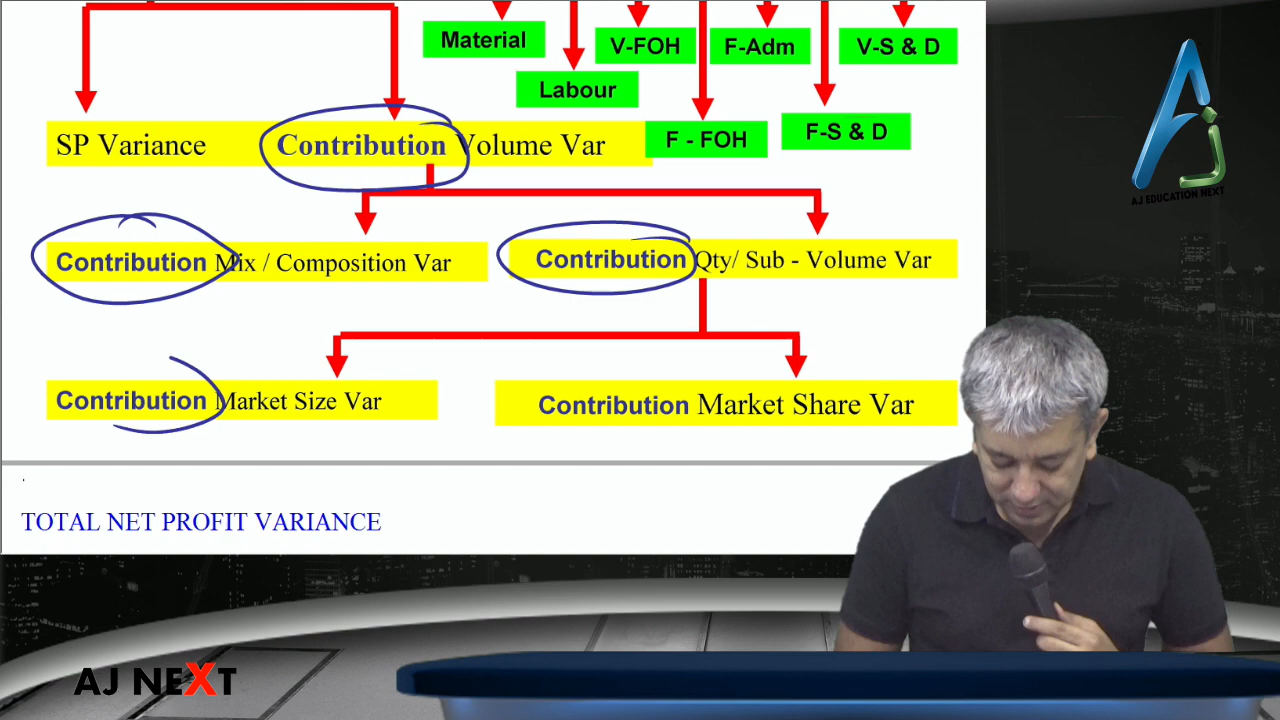 Material
V-FOH
F-Adm
V-S & D
Labour
F - FOH
F-S & D
SP Variance
Contribution Volume Var
Contribution Mix / Composition Var
Contribution Qty/ Sub - Volume Var
Contribution Market Size Var
Contribution Market Share Var
TOTAL NET PROFIT VARIANCE
AJ EDUCATION NEXT
AJ NEXT